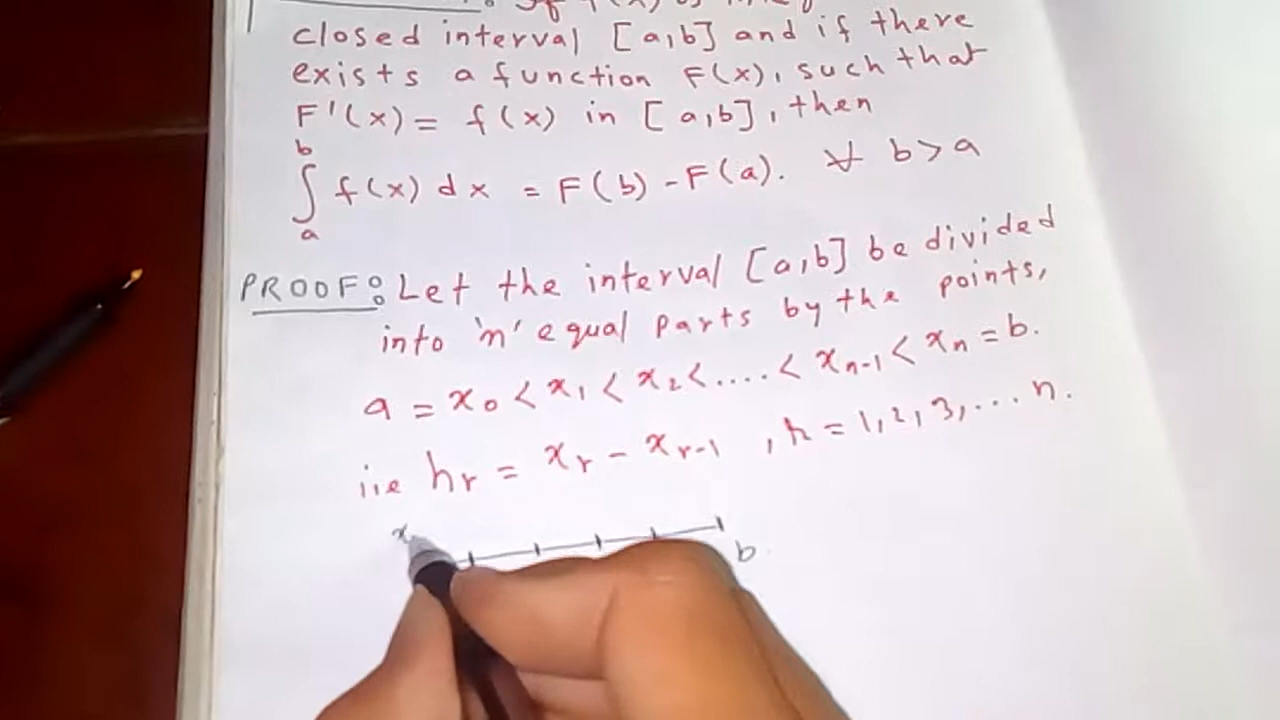 closed interval [a,b] and if there
exists a function F(x), such that
F'(x) = f(x) in [a,b], then
∫ₐᵇ f(x) dx = F(b) - F(a). ∀ b > a
PROOF: Let the interval [a,b] be divided
into 'n' equal parts by the points,
a = x₀ < x₁ < x₂ < .... < xₙ₋₁ < xₙ = b.
i.e hᵣ = xᵣ - xᵣ₋₁ , r = 1, 2, 3, ... n.
x
b